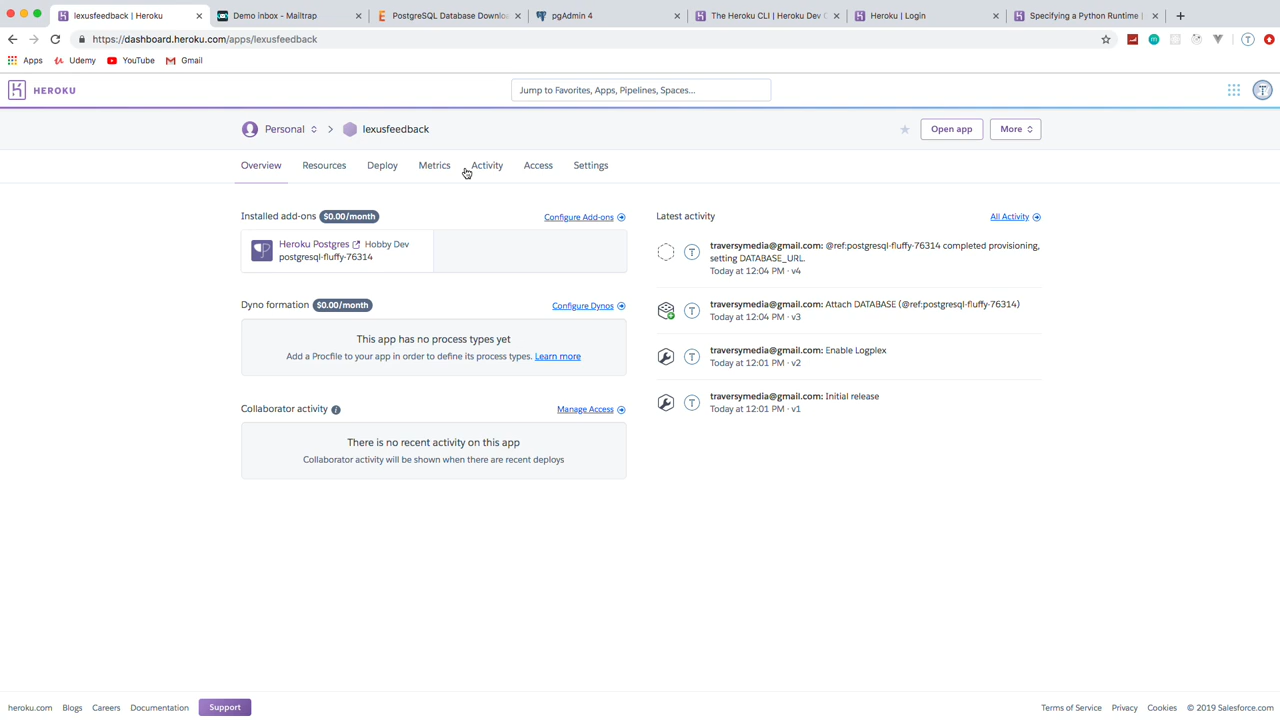 lexusfeedback | Heroku
Demo inbox - Mailtrap
PostgreSQL Database Downlo
pgAdmin 4
The Heroku CLI | Heroku Dev C
Heroku | Login
Specifying a Python Runtime |
https://dashboard.heroku.com/apps/lexusfeedback
Apps
Udemy
YouTube
Gmail
HEROKU
Jump to Favorites, Apps, Pipelines, Spaces...
T
Personal
lexusfeedback
Open app
More
Overview
Resources
Deploy
Metrics
Activity
Access
Settings
Installed add-ons $0.00/month
Configure Add-ons
Heroku Postgres Hobby Dev
postgresql-fluffy-76314
Dyno formation $0.00/month
Configure Dynos
This app has no process types yet
Add a Procfile to your app in order to define its process types. Learn more
Collaborator activity
Manage Access
There is no recent activity on this app
Collaborator activity will be shown when there are recent deploys
Latest activity
All Activity
T
traversymedia@gmail.com: @ref:postgresql-fluffy-76314 completed provisioning,
setting DATABASE_URL.
Today at 12:04 PM · v4
T
traversymedia@gmail.com: Attach DATABASE (@ref:postgresql-fluffy-76314)
Today at 12:04 PM · v3
T
traversymedia@gmail.com: Enable Logplex
Today at 12:01 PM · v2
T
traversymedia@gmail.com: Initial release
Today at 12:01 PM · v1
heroku.com
Blogs
Careers
Documentation
Support
Terms of Service
Privacy
Cookies
© 2019 Salesforce.com